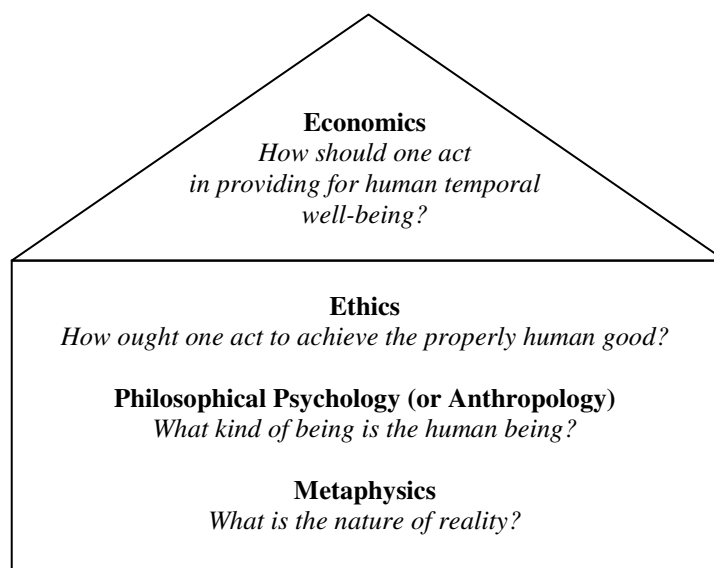 Economics
How should one act
in providing for human temporal
well-being?
Ethics
How ought one act to achieve the properly human good?
Philosophical Psychology (or Anthropology)
What kind of being is the human being?
Metaphysics
What is the nature of reality?